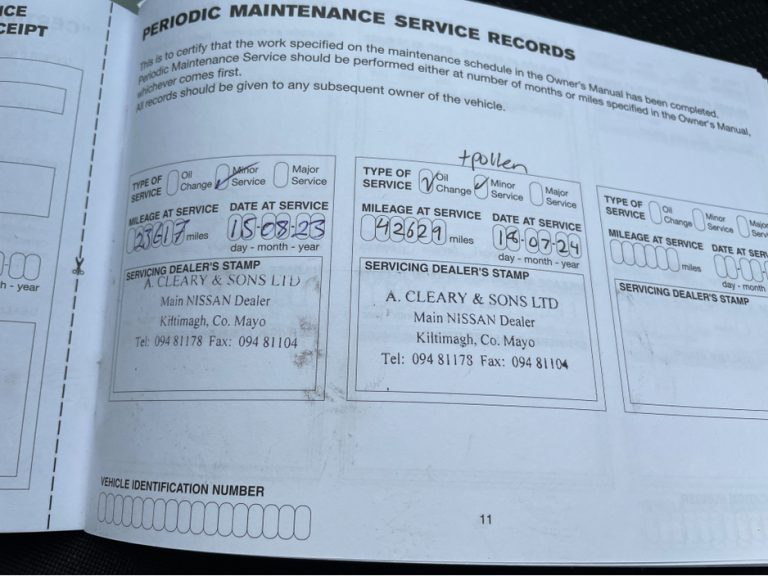 ICE
CEIPT
h - year
PERIODIC MAINTENANCE SERVICE RECORDS
This is to certify that the work specified on the maintenance schedule in the Owner's Manual has been completed.
Periodic Maintenance Service should be performed either at number of months or miles specified in the Owner's Manual,
whichever comes first.
All records should be given to any subsequent owner of the vehicle.
TYPE OF SERVICE Oil Change Minor Service Major Service
MILEAGE AT SERVICE DATE AT SERVICE
23617 miles 15-08-23
day - month - year
SERVICING DEALER'S STAMP
A. CLEARY & SONS LTD
Main NISSAN Dealer
Kiltimagh, Co. Mayo
Tel: 094 81178 Fax: 094 81104
+pollen
TYPE OF SERVICE Oil Change Minor Service Major Service
MILEAGE AT SERVICE DATE AT SERVICE
42629 miles 18-07-24
day - month - year
SERVICING DEALER'S STAMP
A. CLEARY & SONS LTD
Main NISSAN Dealer
Kiltimagh, Co. Mayo
Tel: 094 81178 Fax: 094 81104
TYPE OF SERVICE Oil Change Minor Service Major Serv
MILEAGE AT SERVICE DATE AT SER
miles
day - month
SERVICING DEALER'S STAMP
VEHICLE IDENTIFICATION NUMBER
11